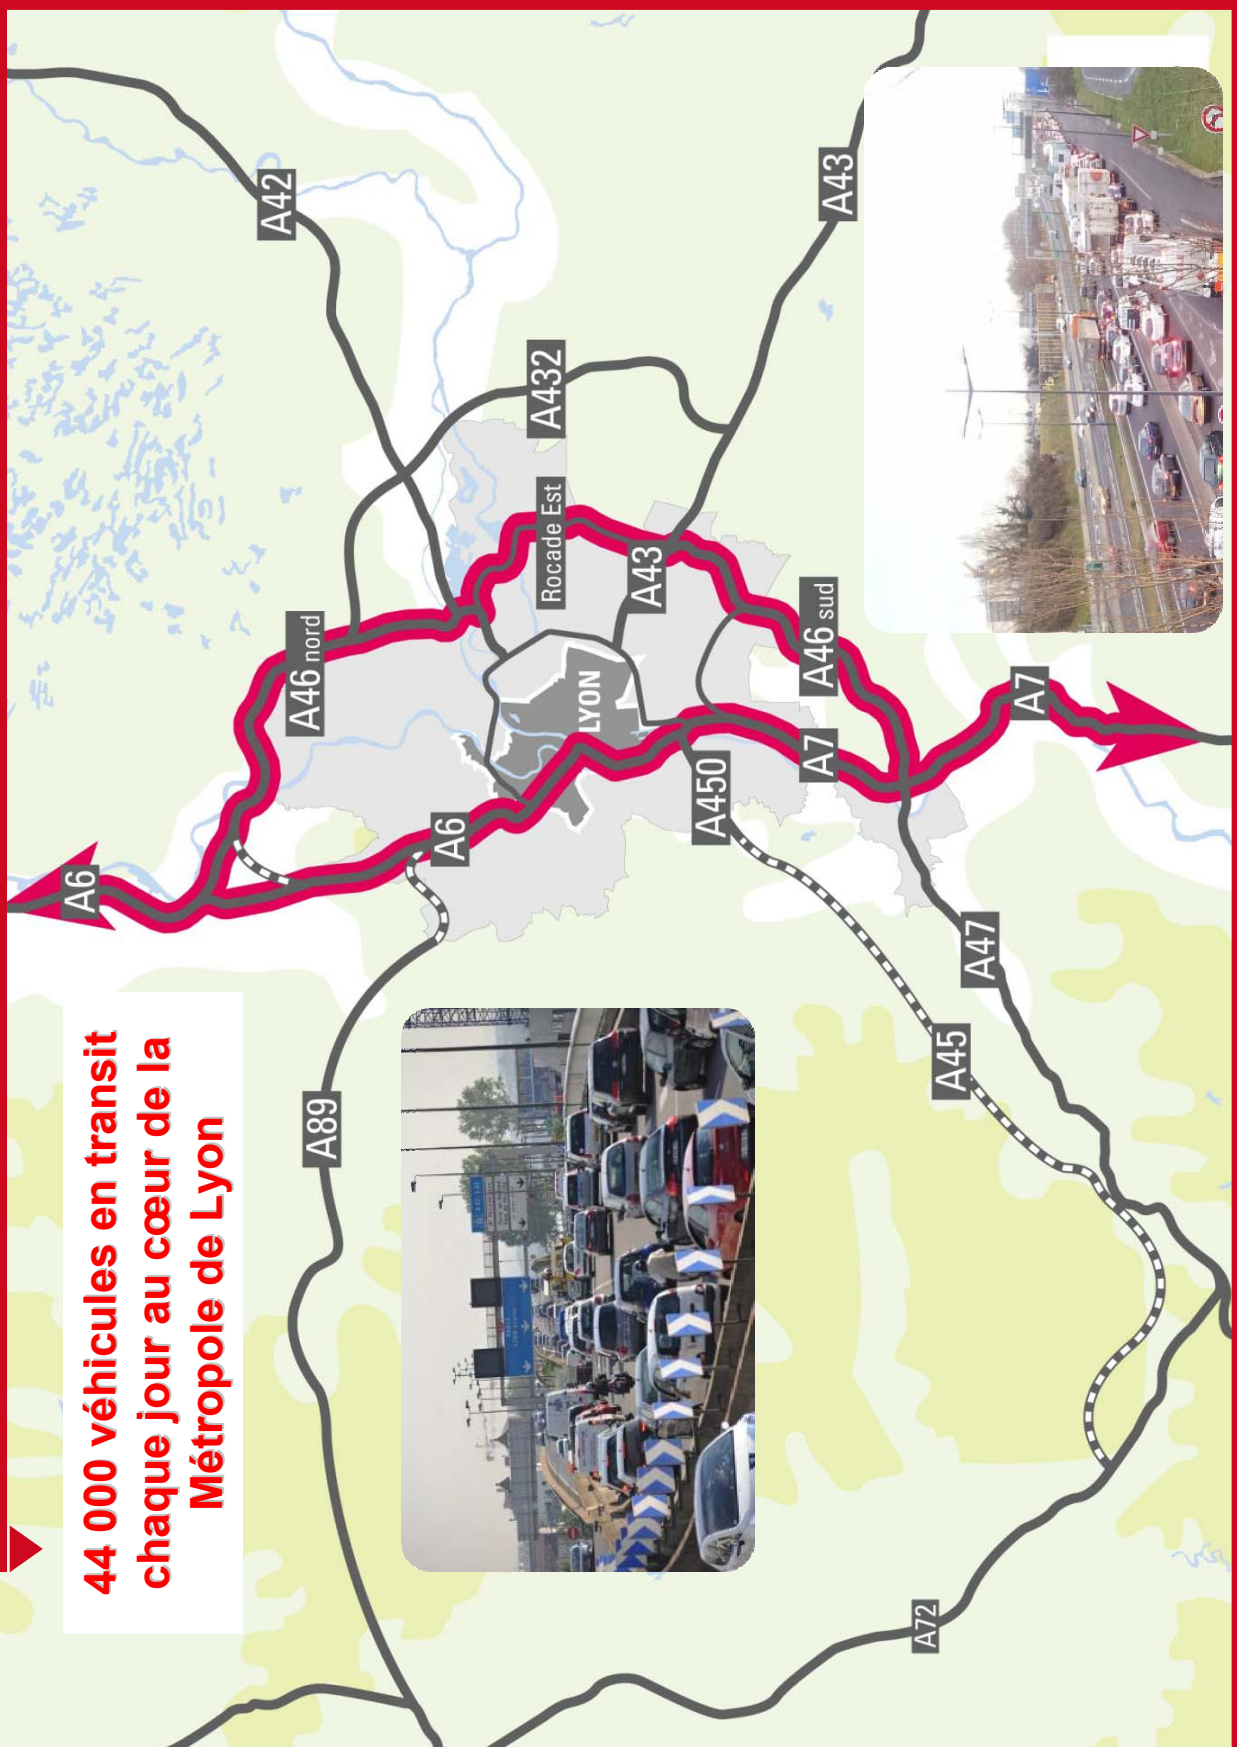 44 000 véhicules en transit
chaque jour au cœur de la
Métropole de Lyon
A6
A42
A46 nord
A89
A6
A432
Rocade Est
LYON
A43
A450
A7
A46 sud
A43
A72
A45
A47
A7